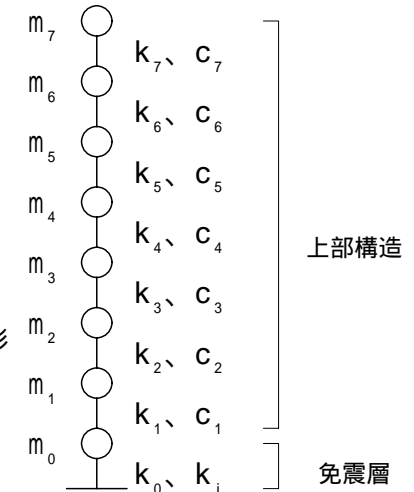 m₇
k₇、c₇
m₆
k₆、c₆
m₅
k₅、c₅
m₄
k₄、c₄
上部構造
m₃
k₃、c₃
m₂
k₂、c₂
m₁
k₁、c₁
m₀
k₀、kᵢ
免震層